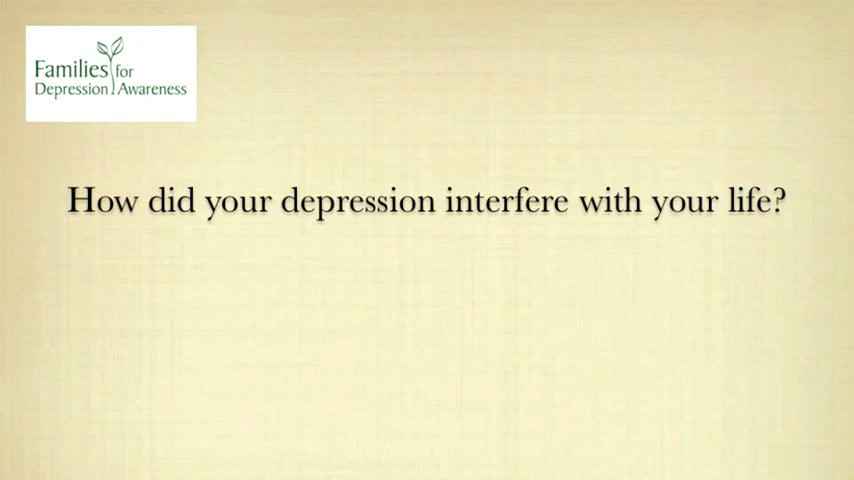 Families for
Depression Awareness
How did your depression interfere with your life?